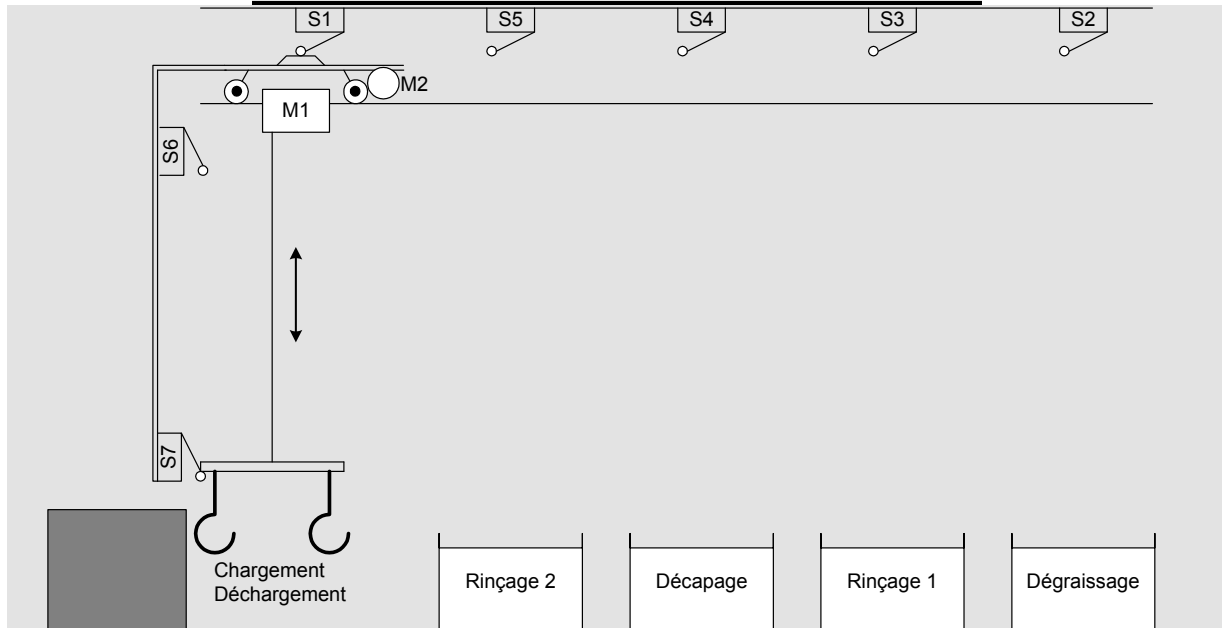 S1 S5 S4 S3 S2
M2
M1
S6
S7
Chargement
Déchargement
Rinçage 2 Décapage Rinçage 1 Dégraissage